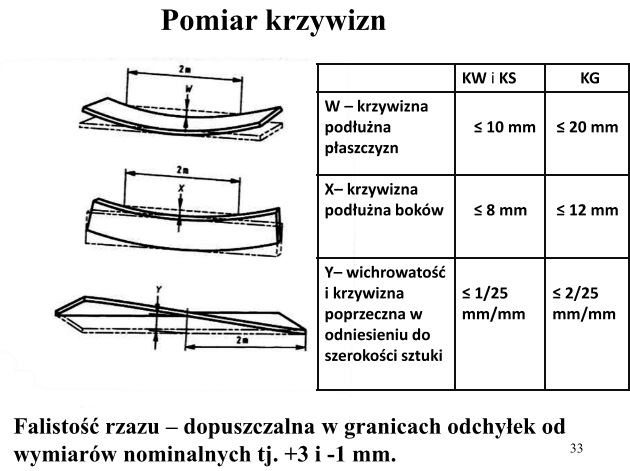 Pomiar krzywizn
2m
W
2m
X
Y
2m
KW i KS
KG
W – krzywizna
podłużna
płaszczyzn
≤ 10 mm
≤ 20 mm
X– krzywizna
podłużna boków
≤ 8 mm
≤ 12 mm
Y– wichrowatość
i krzywizna
poprzeczna w
odniesieniu do
szerokości sztuki
≤ 1/25
mm/mm
≤ 2/25
mm/mm
Falistość rzazu – dopuszczalna w granicach odchyłek od
wymiarów nominalnych tj. +3 i -1 mm.
33